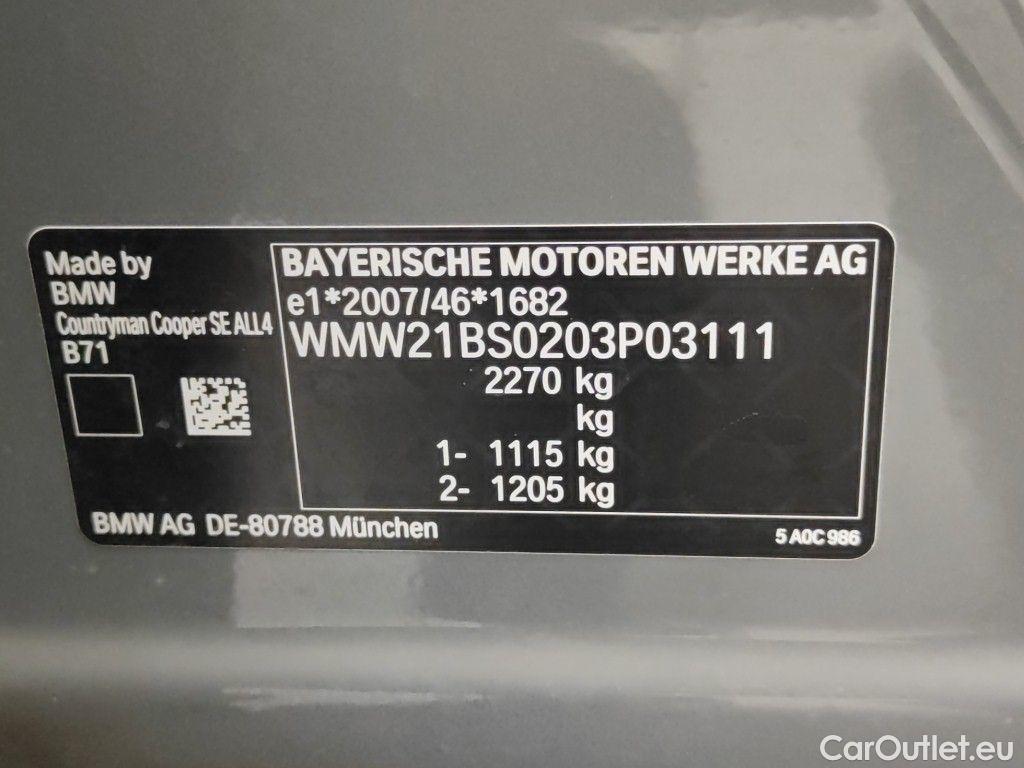 Made by
BMW
Countryman Cooper SE ALL4
B71
BAYERISCHE MOTOREN WERKE AG
e1*2007/46*1682
WMW21BS0203P03111
2270 kg
kg
1- 1115 kg
2- 1205 kg
BMW AG DE-80788 München
5 A0C 986
CarOutlet.eu